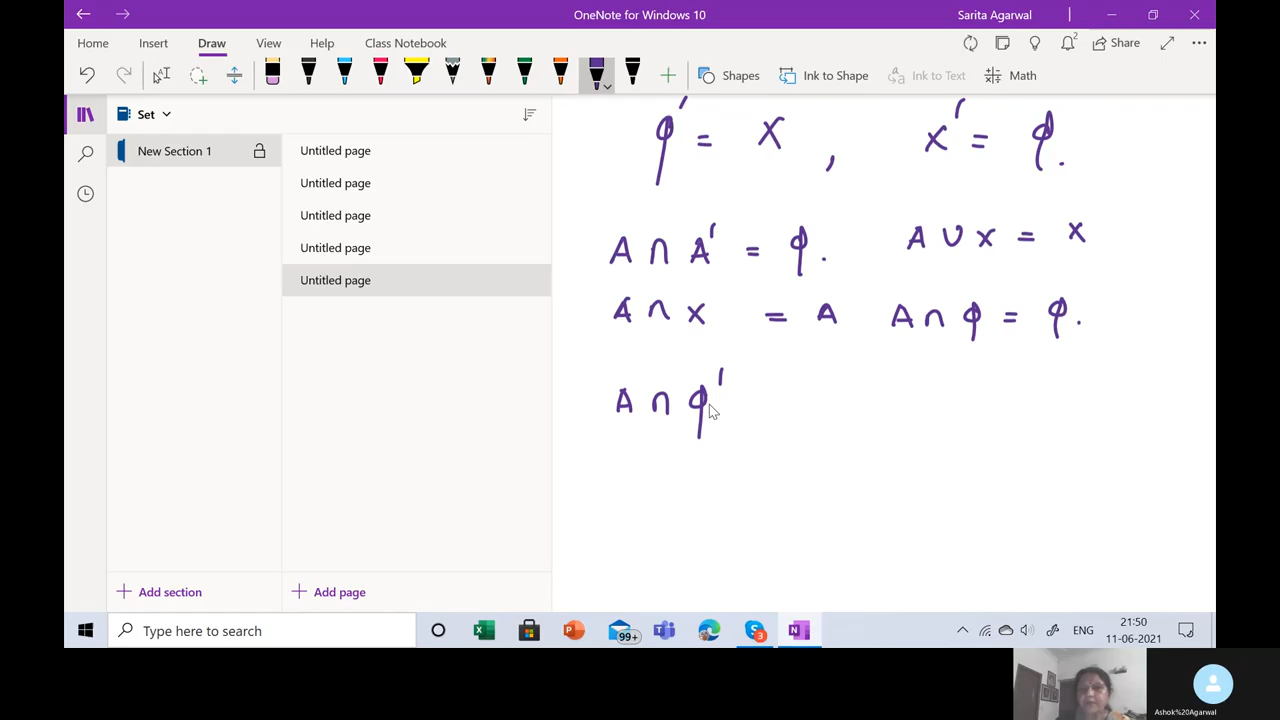 OneNote for Windows 10
Sarita Agarwal
Home Insert Draw View Help Class Notebook
2
Share
Shapes
Ink to Shape
Ink to Text
Math
Set
New Section 1
Untitled page
Untitled page
Untitled page
Untitled page
Untitled page
φ' = X , X' = φ.
A ∩ A' = φ. A ∪ X = X
A ∩ X = A A ∩ φ = φ.
A ∩ φ'
Add section
Add page
Type here to search
99+
3
ENG
21:50
11-06-2021
Ashok%20Agarwal